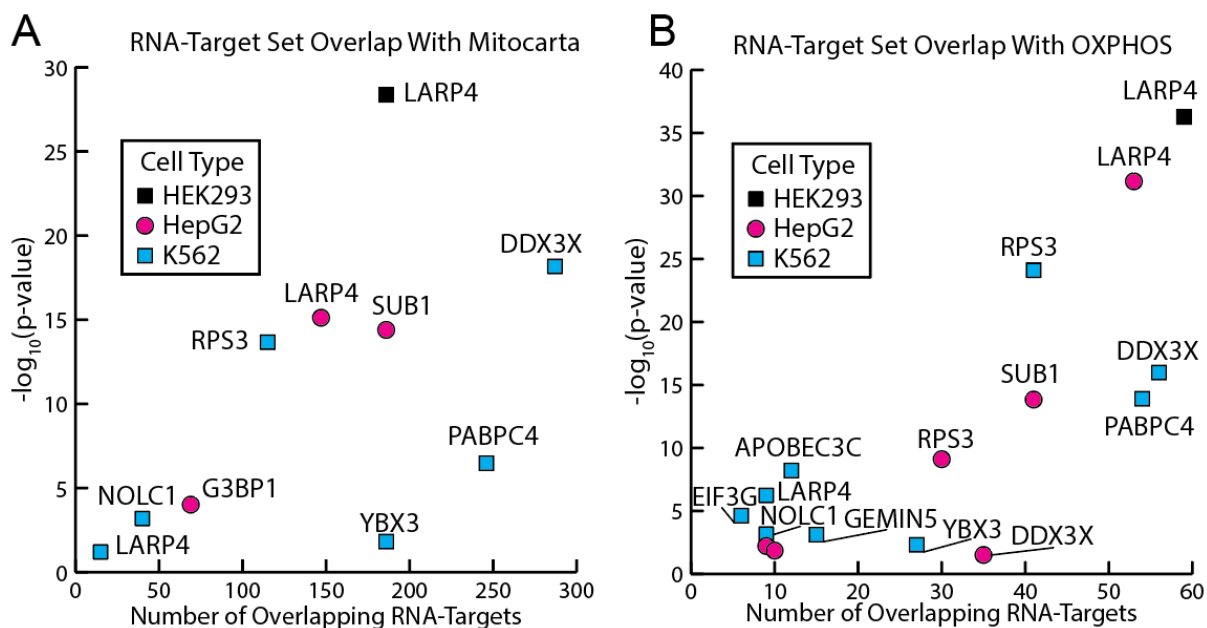 A
RNA-Target Set Overlap With Mitocarta
30
25
20
15
10
5
0
-log10(p-value)
LARP4
Cell Type
HEK293
HepG2
K562
DDX3X
LARP4
SUB1
RPS3
PABPC4
NOLC1
G3BP1
YBX3
LARP4
0
50
100
150
200
250
300
Number of Overlapping RNA-Targets
B
RNA-Target Set Overlap With OXPHOS
40
35
30
25
20
15
10
5
0
-log10(p-value)
LARP4
LARP4
Cell Type
HEK293
HepG2
K562
RPS3
DDX3X
SUB1
PABPC4
RPS3
APOBEC3C
EIF3G
LARP4
NOLC1
GEMIN5
YBX3
DDX3X
0
10
20
30
40
50
60
Number of Overlapping RNA-Targets